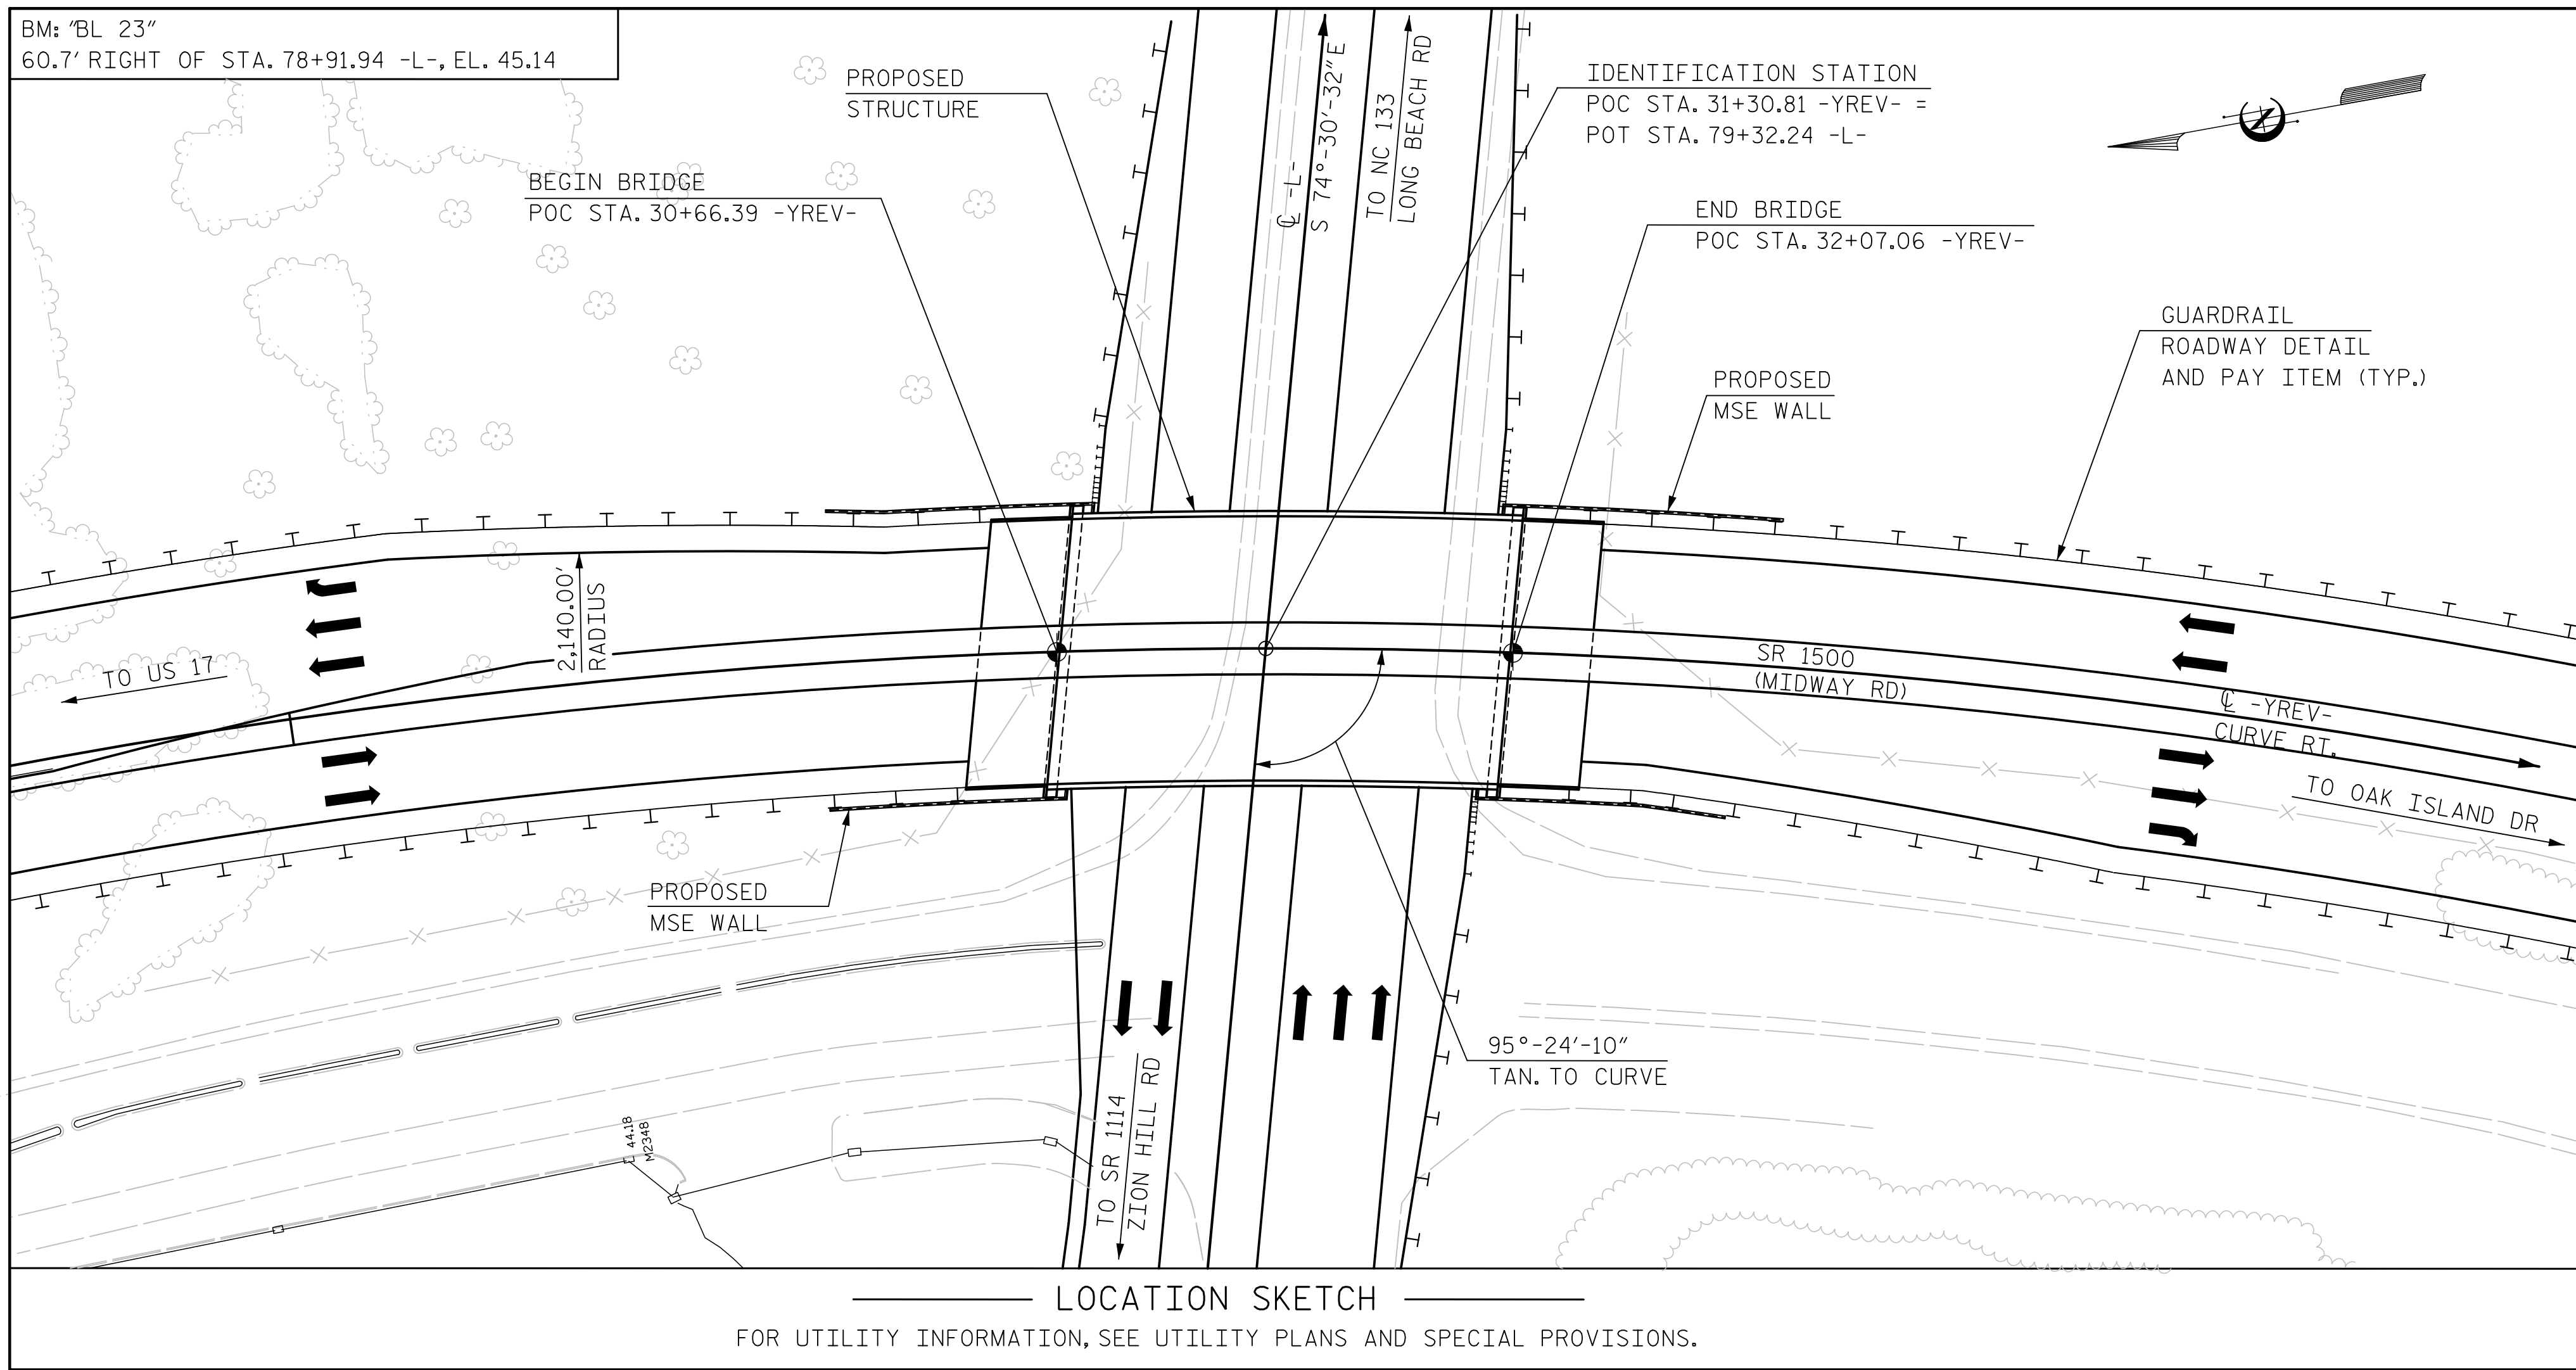 BM: "BL 23"
60.7' RIGHT OF STA. 78+91.94 -L-, EL. 45.14
PROPOSED
STRUCTURE
IDENTIFICATION STATION
POC STA. 31+30.81 -YREV- =
POT STA. 79+32.24 -L-
BEGIN BRIDGE
POC STA. 30+66.39 -YREV-
℄ -L-
S 74°-30'-32" E
TO NC 133
LONG BEACH RD
END BRIDGE
POC STA. 32+07.06 -YREV-
N
GUARDRAIL
ROADWAY DETAIL
AND PAY ITEM (TYP.)
PROPOSED
MSE WALL
2,140.00'
RADIUS
TO US 17
SR 1500
(MIDWAY RD)
℄ -YREV-
CURVE RT.
TO OAK ISLAND DR
PROPOSED
MSE WALL
95°-24'-10"
TAN. TO CURVE
TO SR 1114
ZION HILL RD
44.18
M2348
LOCATION SKETCH
FOR UTILITY INFORMATION, SEE UTILITY PLANS AND SPECIAL PROVISIONS.